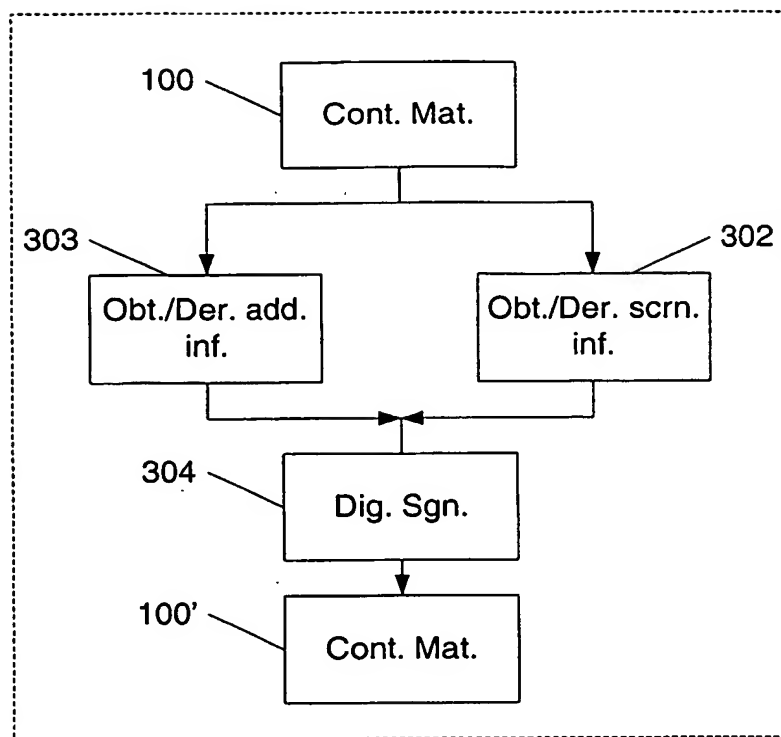 100
Cont. Mat.
303
302
Obt./Der. add.
inf.
Obt./Der. scrn.
inf.
304
Dig. Sgn.
100'
Cont. Mat.